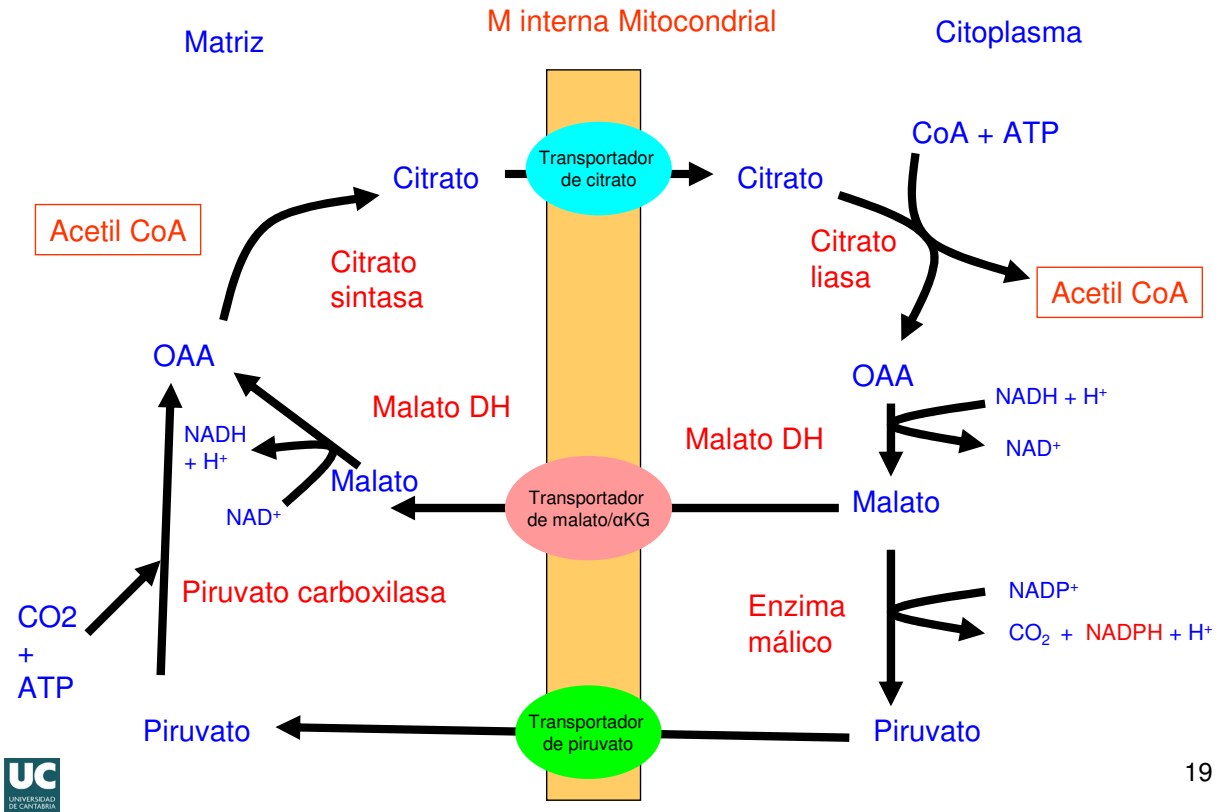 Matriz
M interna Mitocondrial
Citoplasma
CoA + ATP
Citrato
Transportador
de citrato
Citrato
Acetil CoA
Citrato
sintasa
Citrato
liasa
Acetil CoA
OAA
OAA
Malato DH
NADH
+ H⁺
Malato
NAD⁺
Malato DH
NADH + H⁺
NAD⁺
Transportador
de malato/αKG
Malato
Piruvato carboxilasa
CO2
+
ATP
Enzima
málico
NADP⁺
CO₂ + NADPH + H⁺
Piruvato
Transportador
de piruvato
Piruvato
UC
UNIVERSIDAD
DE CANTABRIA
19